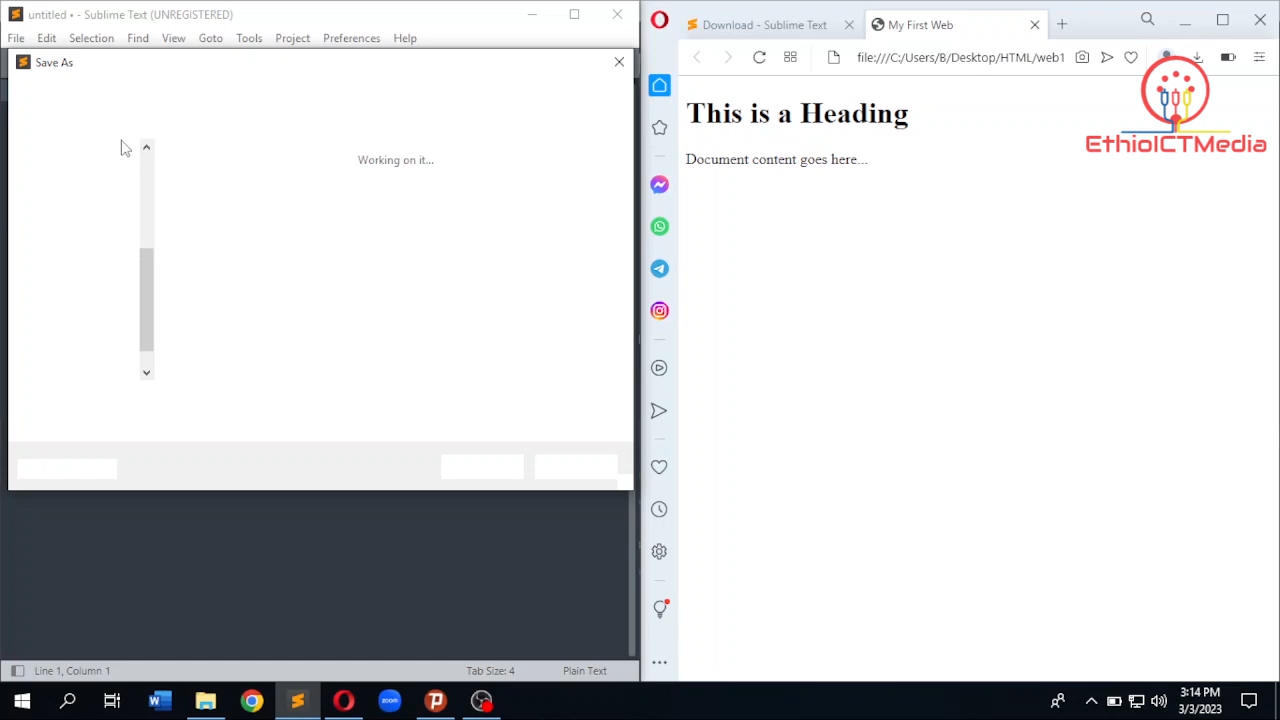 untitled • - Sublime Text (UNREGISTERED)
File Edit Selection Find View Goto Tools Project Preferences Help
Save As
Working on it...
Line 1, Column 1
Tab Size: 4
Plain Text
Download - Sublime Text
My First Web
file:///C:/Users/B/Desktop/HTML/web1
This is a Heading
Document content goes here...
EthioICTMedia
zoom
3:14 PM
3/3/2023